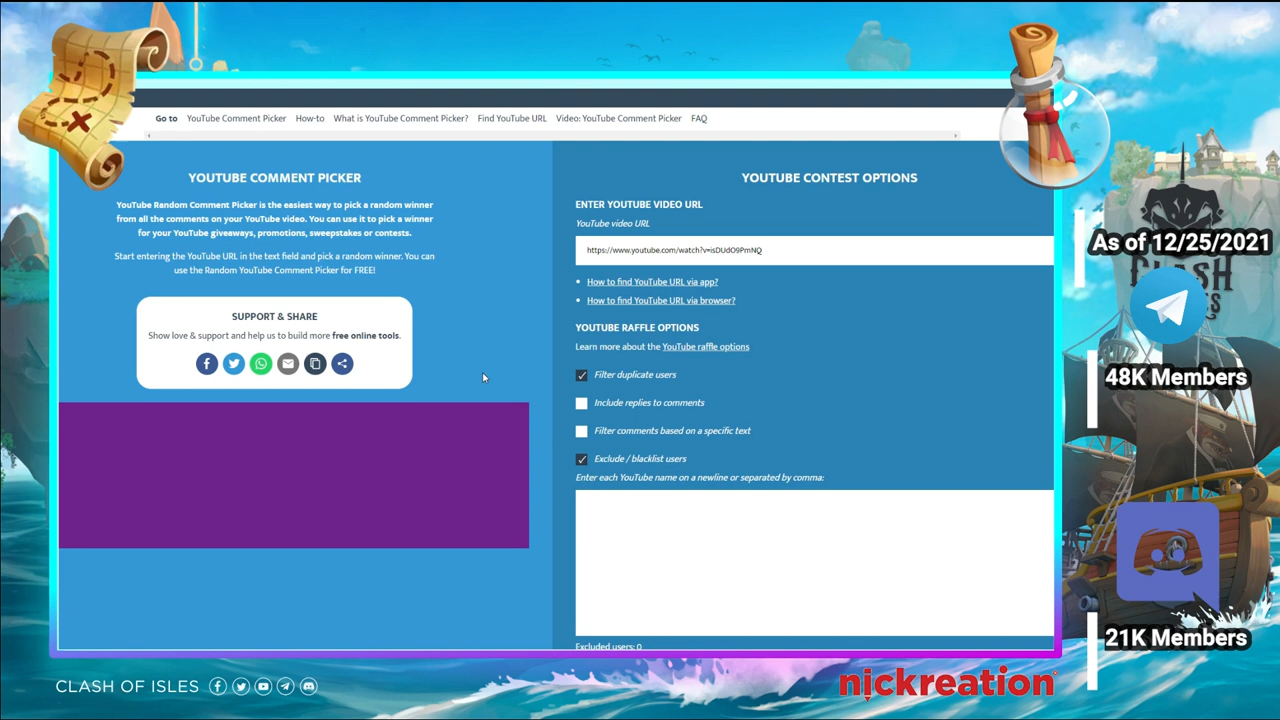 Go to YouTube Comment Picker How-to What is YouTube Comment Picker? Find YouTube URL Video: YouTube Comment Picker FAQ
YOUTUBE COMMENT PICKER
YouTube Random Comment Picker is the easiest way to pick a random winner
from all the comments on your YouTube video. You can use it to pick a winner
for your YouTube giveaways, promotions, sweepstakes or contests.
Start entering the YouTube URL in the text field and pick a random winner. You can
use the Random YouTube Comment Picker for FREE!
SUPPORT & SHARE
Show love & support and help us to build more free online tools.
YOUTUBE CONTEST OPTIONS
ENTER YOUTUBE VIDEO URL
YouTube video URL
https://www.youtube.com/watch?v=isDUdO9PmNQ
How to find YouTube URL via app?
How to find YouTube URL via browser?
YOUTUBE RAFFLE OPTIONS
Learn more about the YouTube raffle options
Filter duplicate users
Include replies to comments
Filter comments based on a specific text
Exclude / blacklist users
Enter each YouTube name on a newline or separated by comma:
Excluded users: 0
As of 12/25/2021
48K Members
21K Members
CLASH OF ISLES
nickreation